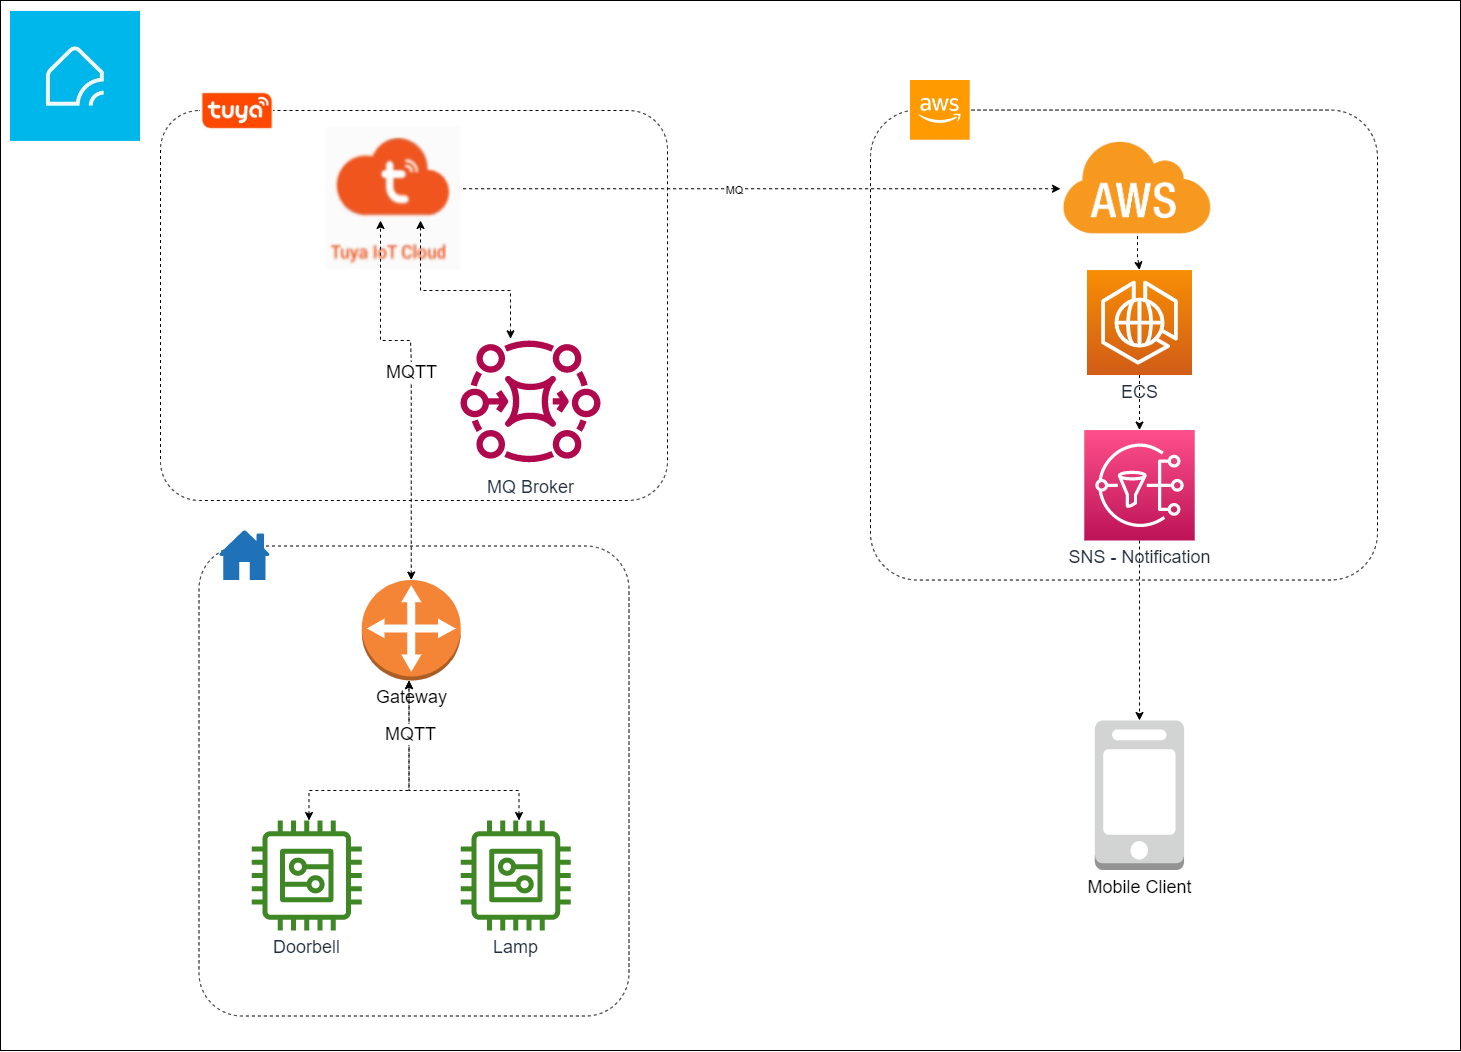 tuya
aws
t
Tuya IoT Cloud
MQ
AWS
MQTT
ECS
MQ Broker
SNS - Notification
Gateway
MQTT
Mobile Client
Doorbell
Lamp